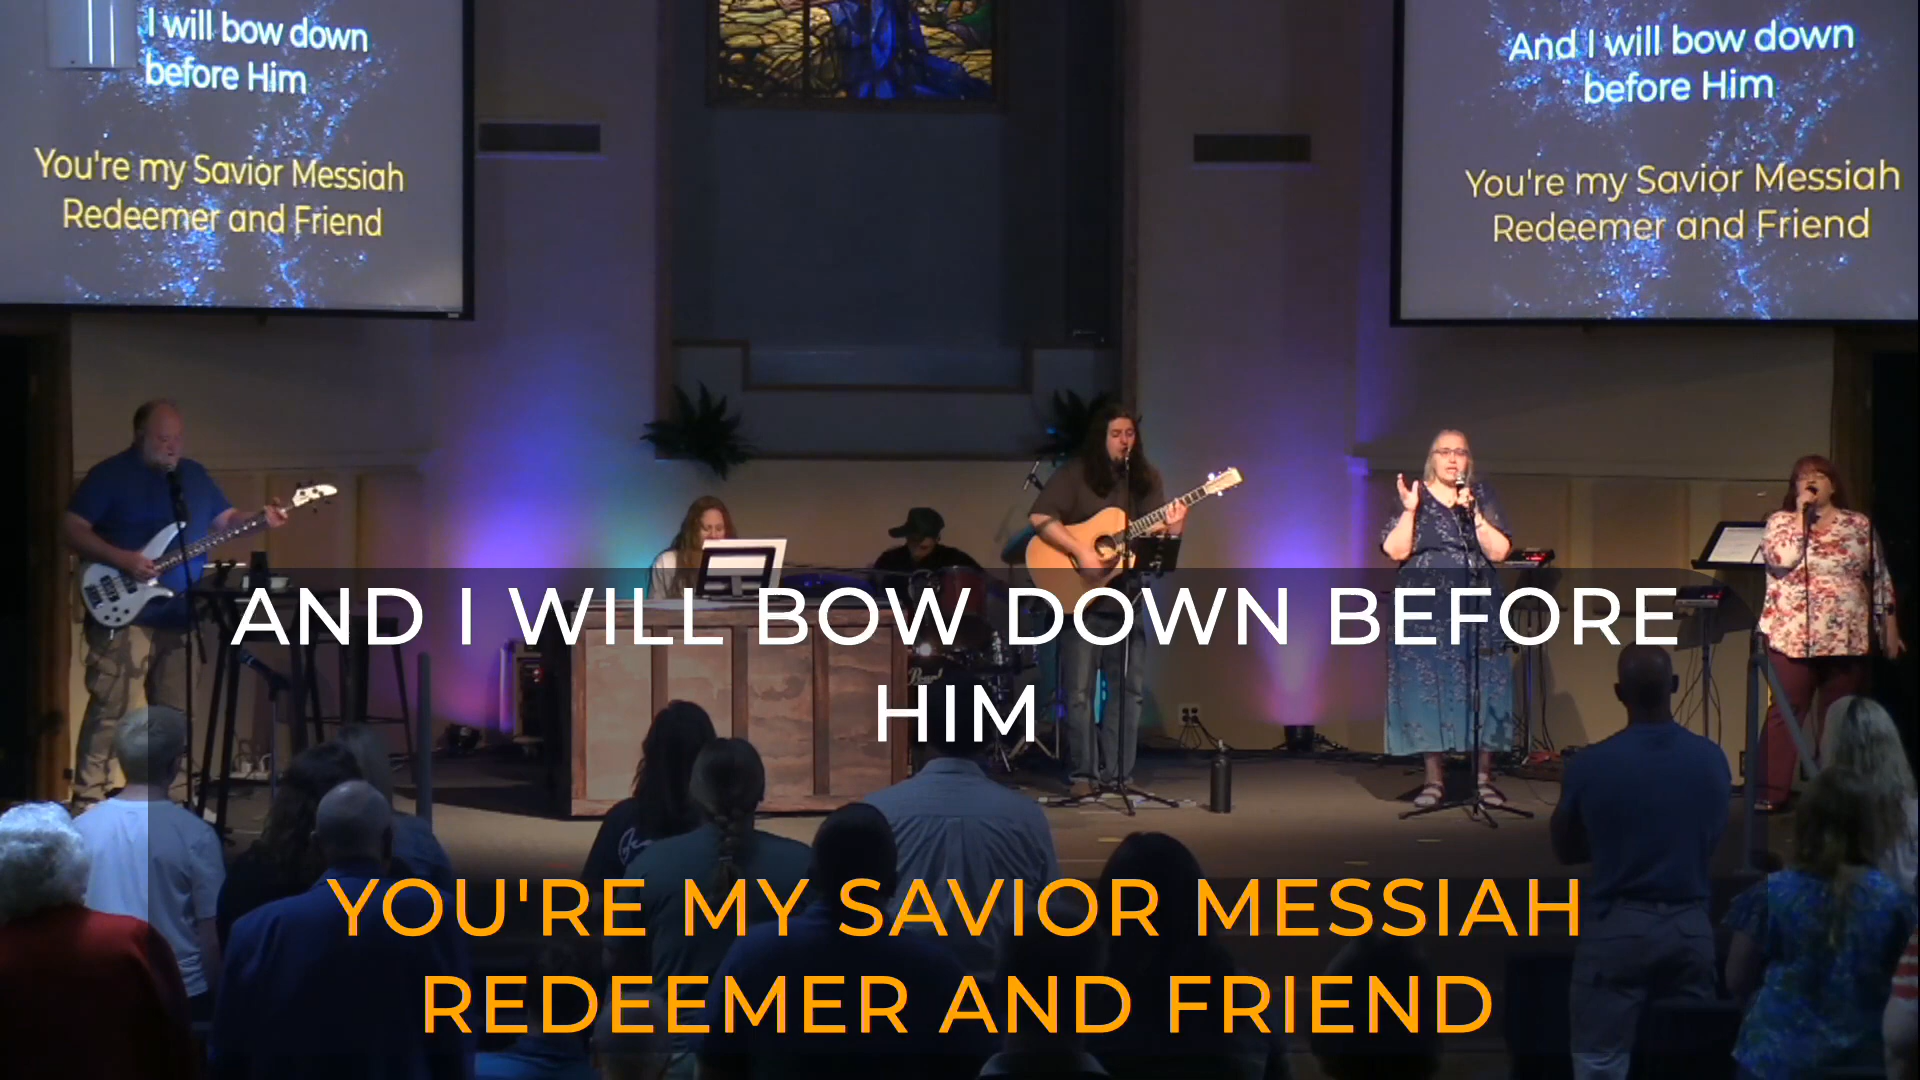 I will bow down
before Him
You're my Savior Messiah
Redeemer and Friend
And I will bow down
before Him
You're my Savior Messiah
Redeemer and Friend
AND I WILL BOW DOWN BEFORE
HIM
YOU'RE MY SAVIOR MESSIAH
REDEEMER AND FRIEND